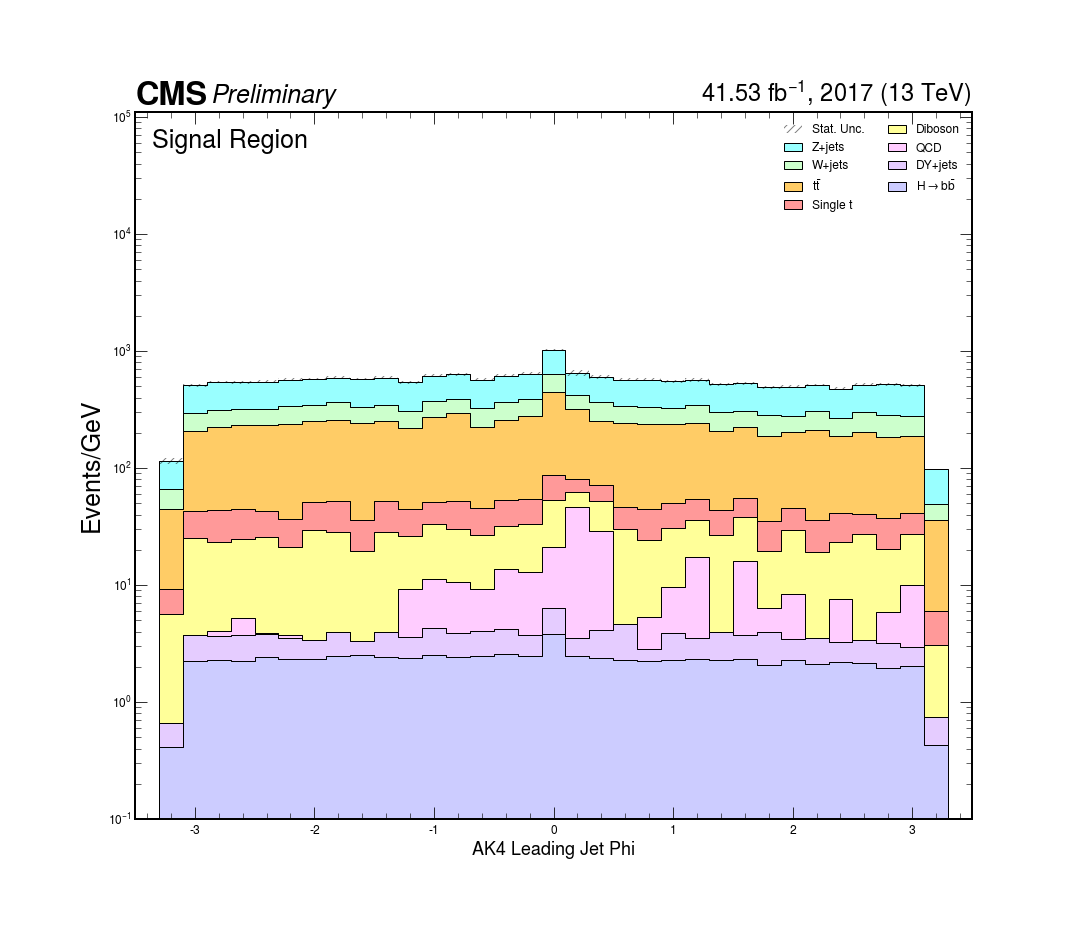 CMS Preliminary 41.53 fb⁻¹, 2017 (13 TeV)
Signal Region
Stat. Unc.
Z+jets
W+jets
tt̄
Single t
Diboson
QCD
DY+jets
H→bb̄
10⁵
10⁴
10³
10²
10¹
10⁰
10⁻¹
Events/GeV
-3 -2 -1 0 1 2 3
AK4 Leading Jet Phi